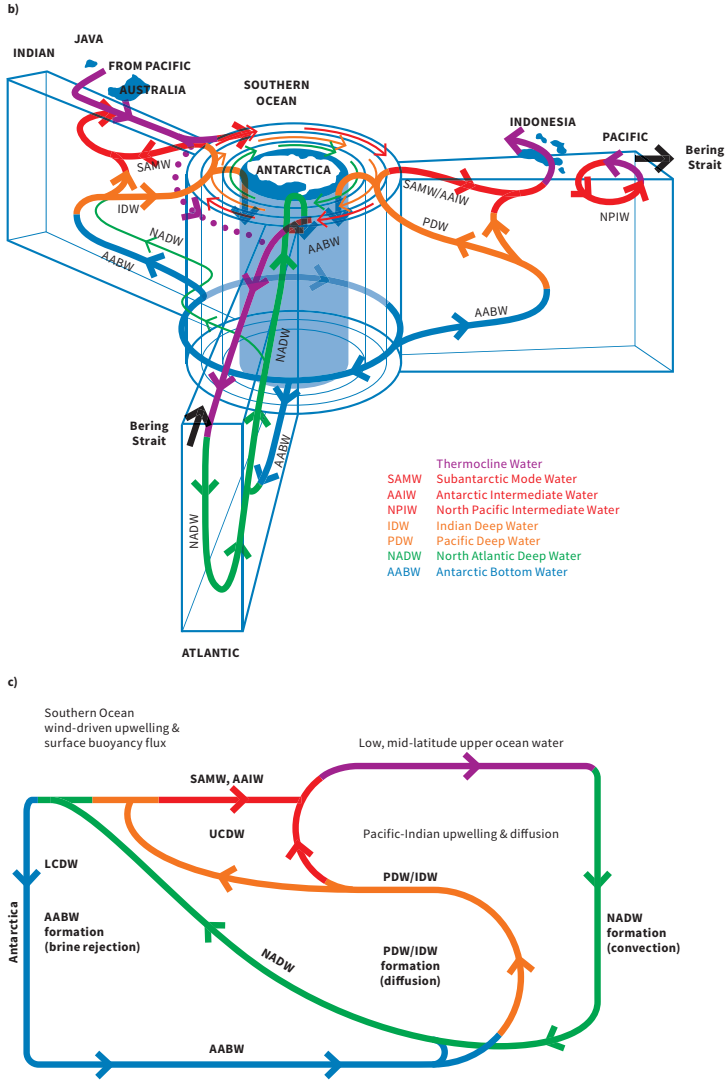 b)
JAVA
INDIAN
FROM PACIFIC
AUSTRALIA
SOUTHERN
OCEAN
INDONESIA
PACIFIC
Bering
Strait
ANTARCTICA
SAMW
SAMW/AAIW
IDW
NPIW
PDW
NADW
AABW
AABW
AABW
NADW
Bering
Strait
AABW
NADW
Thermocline Water
SAMW Subantarctic Mode Water
AAIW Antarctic Intermediate Water
NPIW North Pacific Intermediate Water
IDW Indian Deep Water
PDW Pacific Deep Water
NADW North Atlantic Deep Water
AABW Antarctic Bottom Water
ATLANTIC
c)
Southern Ocean
wind-driven upwelling &
surface buoyancy flux
Low, mid-latitude upper ocean water
SAMW, AAIW
UCDW
Pacific-Indian upwelling & diffusion
LCDW
PDW/IDW
Antarctica
AABW
formation
(brine rejection)
NADW
formation
(convection)
NADW
PDW/IDW
formation
(diffusion)
AABW